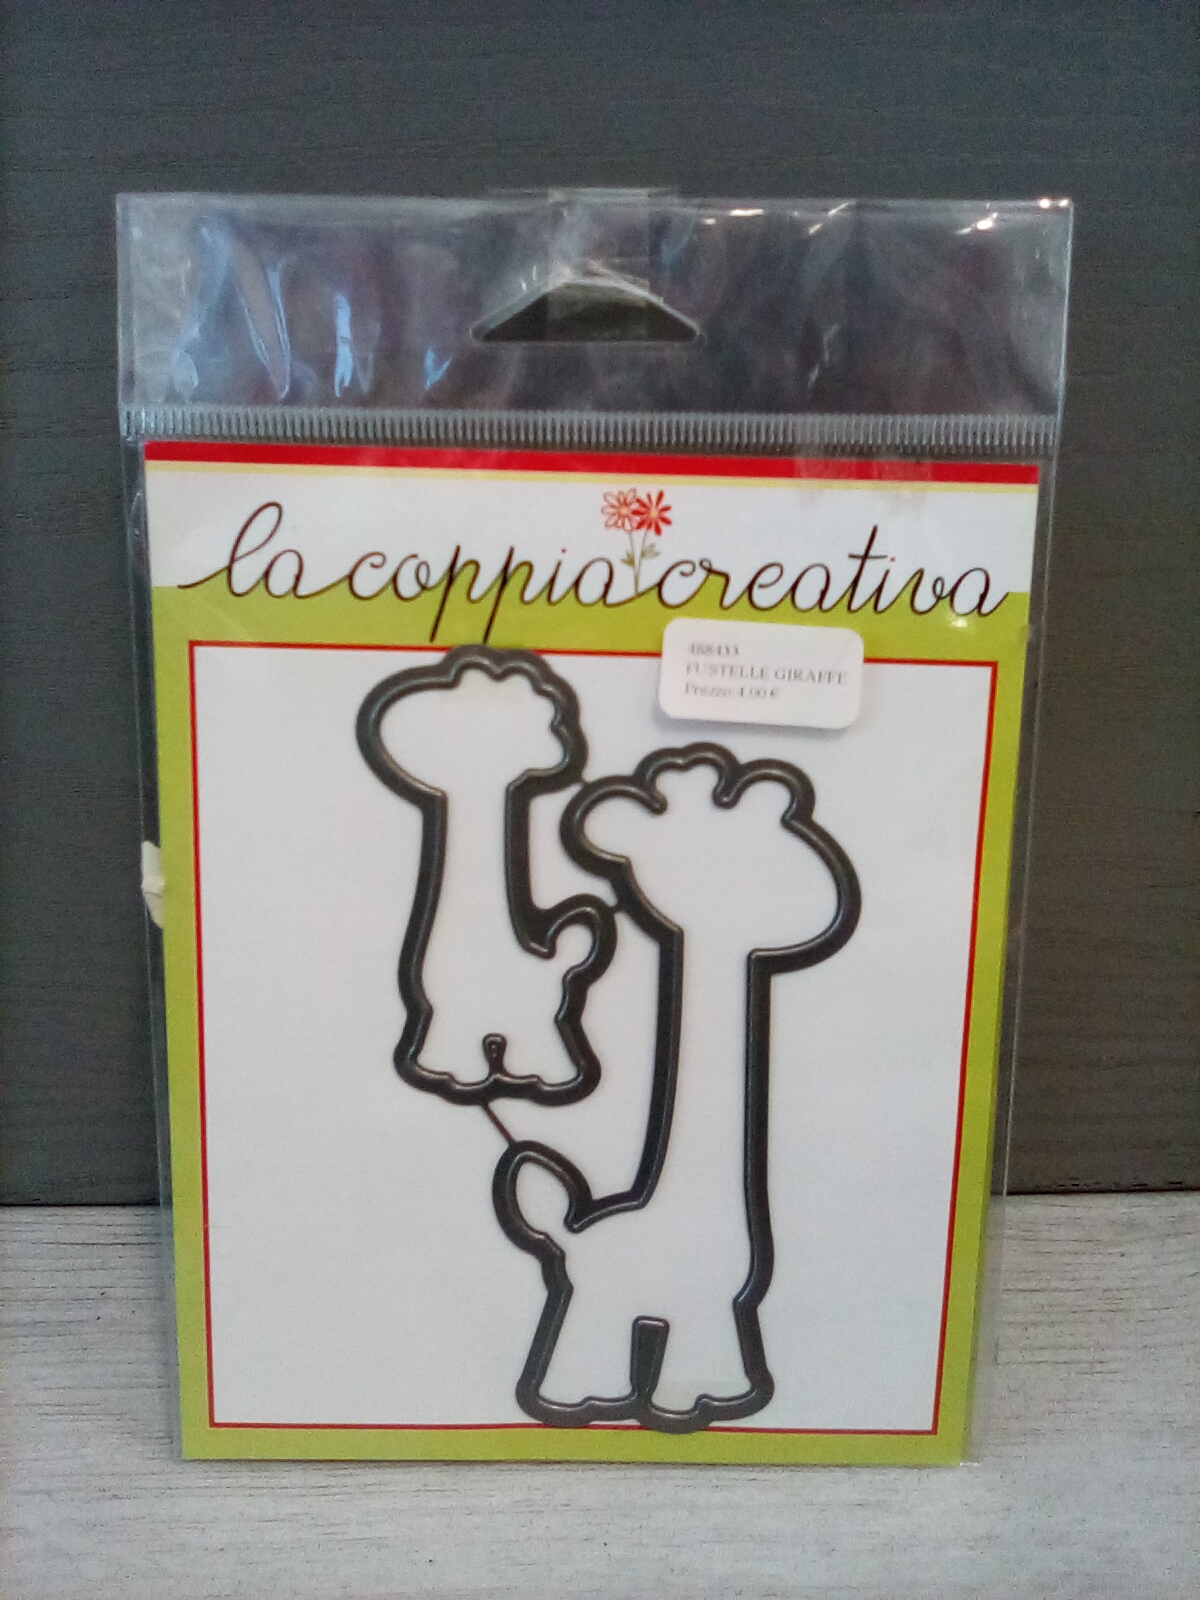 la coppia creativa
488433
FUSTELLE GIRAFFE
Prezzo: 4.00 €